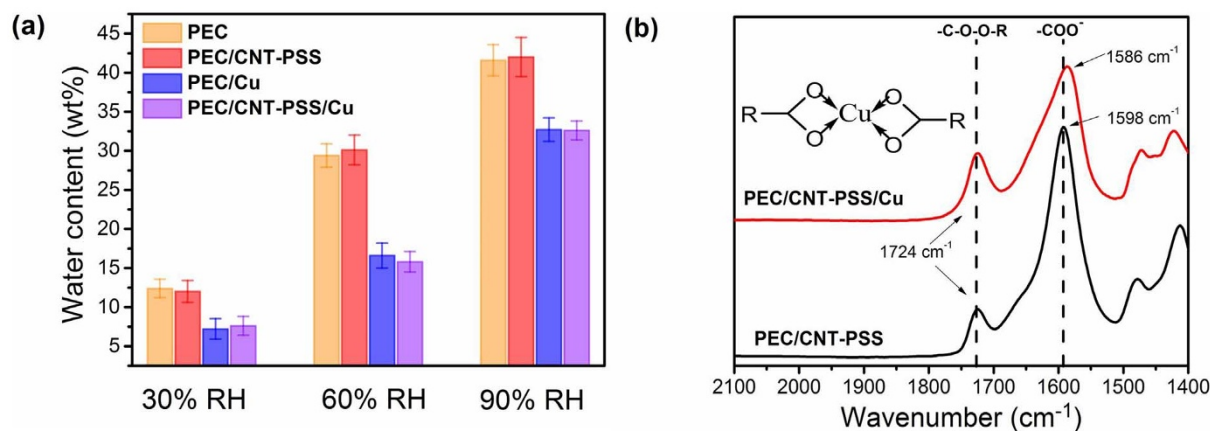 (a)
Water content (wt%)
45
40
35
30
25
20
15
10
5
PEC
PEC/CNT-PSS
PEC/Cu
PEC/CNT-PSS/Cu
30% RH
60% RH
90% RH
(b)
-C-O-O-R
-COO⁻
1586 cm⁻¹
1598 cm⁻¹
O
O
R
Cu
R
O
O
PEC/CNT-PSS/Cu
1724 cm⁻¹
PEC/CNT-PSS
2100
2000
1900
1800
1700
1600
1500
1400
Wavenumber (cm⁻¹)